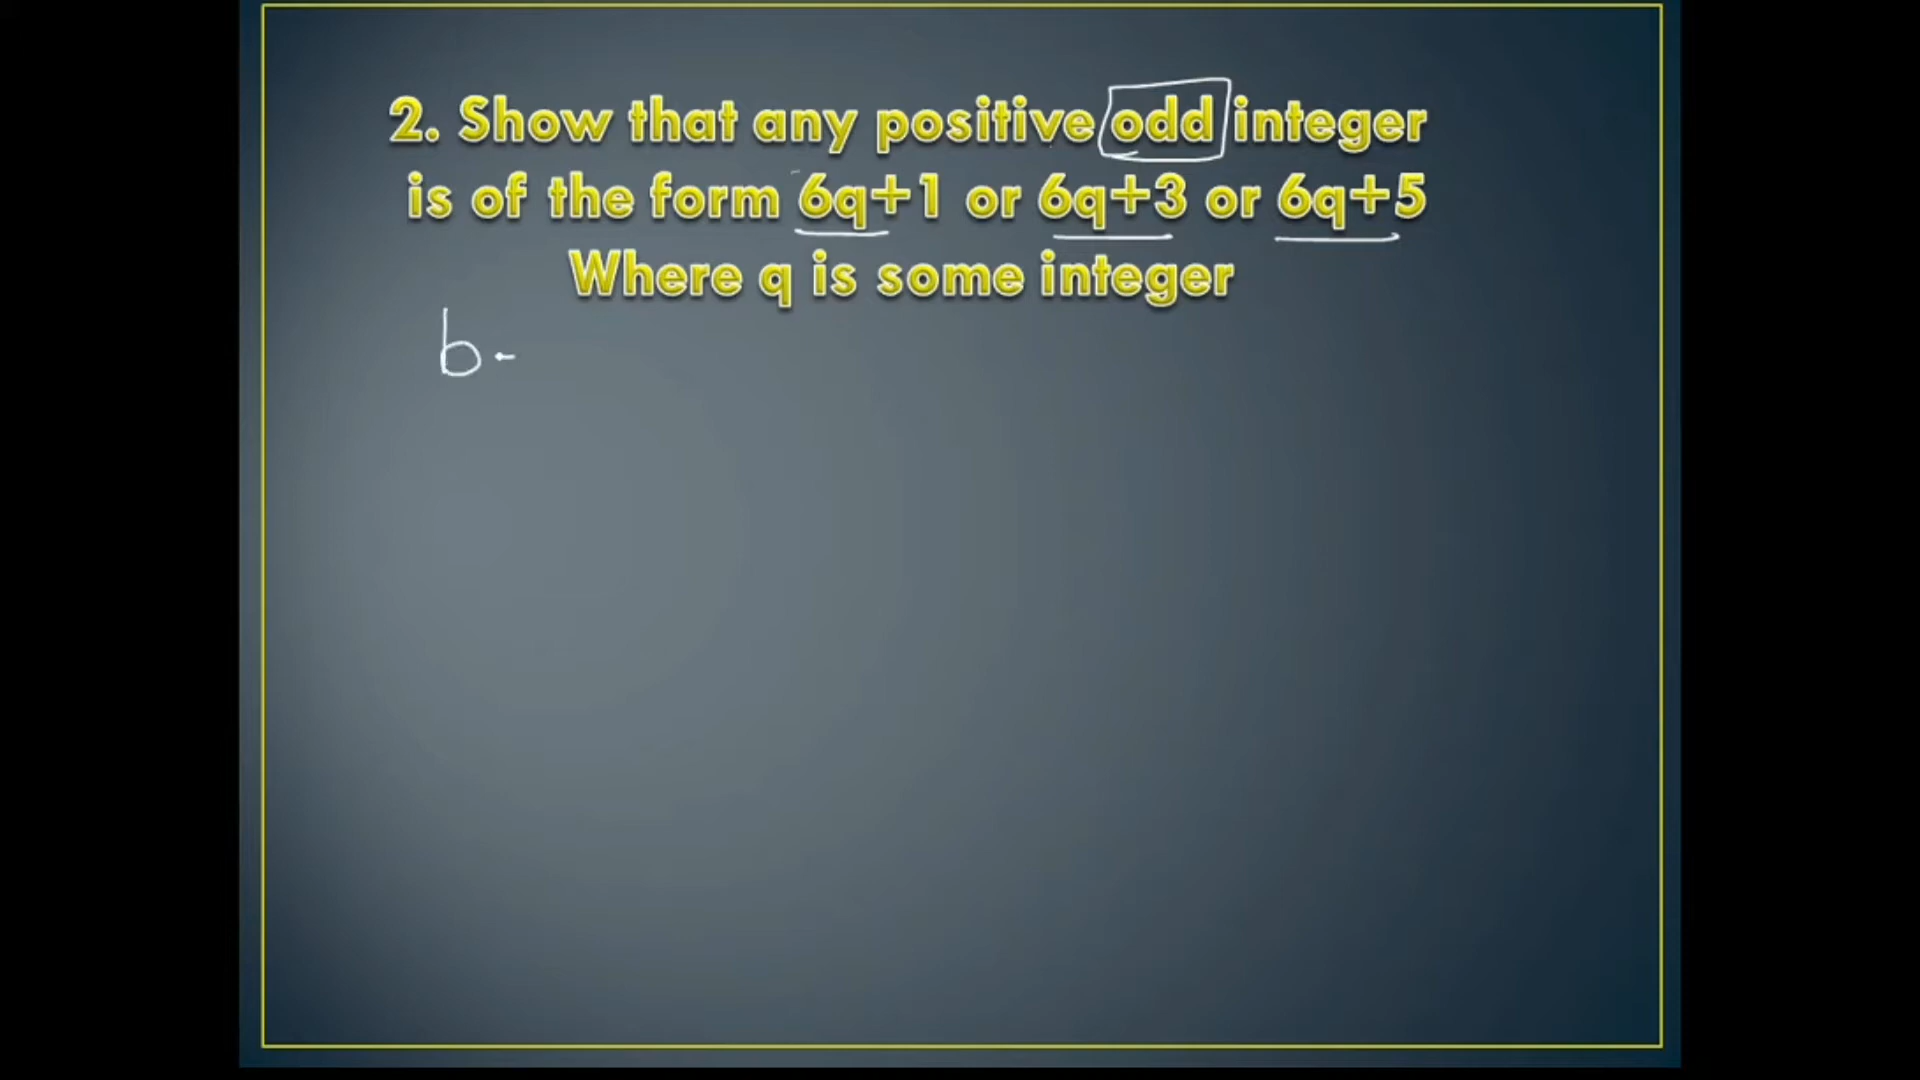 2. Show that any positive odd integer
is of the form 6q+1 or 6q+3 or 6q+5
Where q is some integer
b -